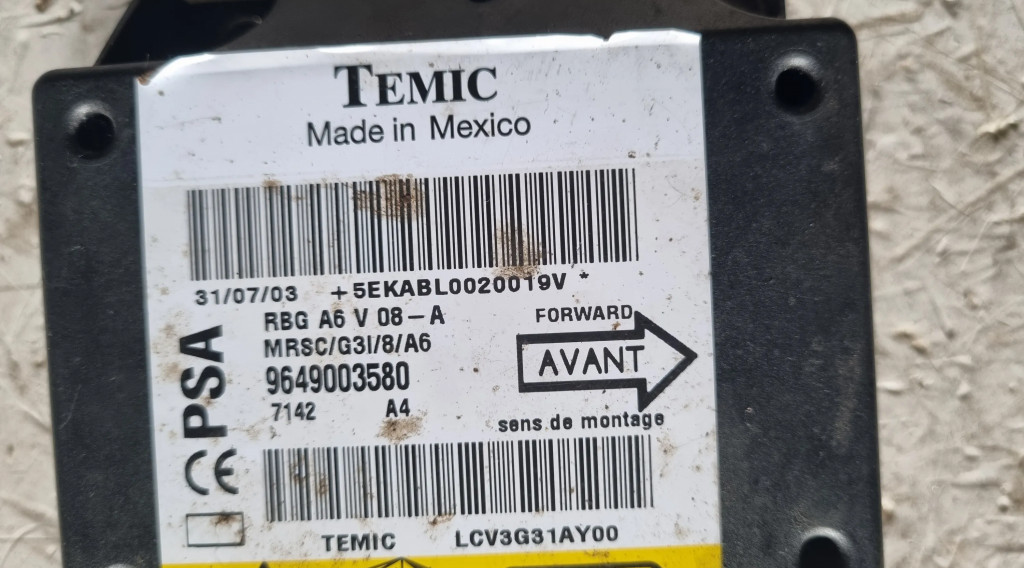 TEMIC
Made in Mexico
31/07/03 +5EKABL0020019V *
RBG A6 V 08-A
MRSC/G3I/8/A6
9649003580
7142 A4
PSA
CE
FORWARD
AVANT
sens de montage
TEMIC LCV3G31AY00